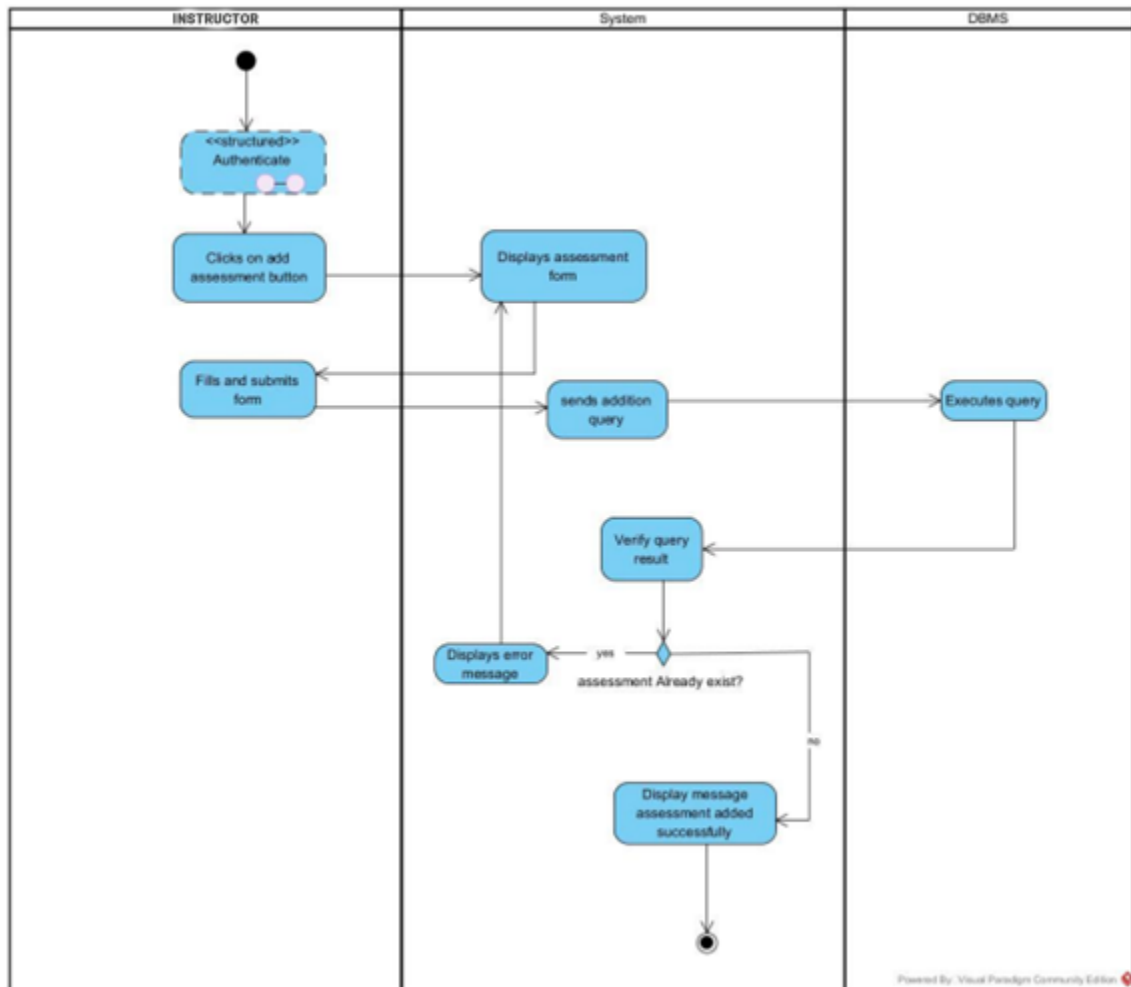 INSTRUCTOR
System
DBMS
<<structured>>
Authenticate
Clicks on add
assessment button
Displays assessment
form
Fills and submits
form
sends addition
query
Executes query
Verify query
result
Displays error
message
yes
assessment Already exist?
no
Display message
assessment added
successfully
Powered By: Visual Paradigm Community Edition